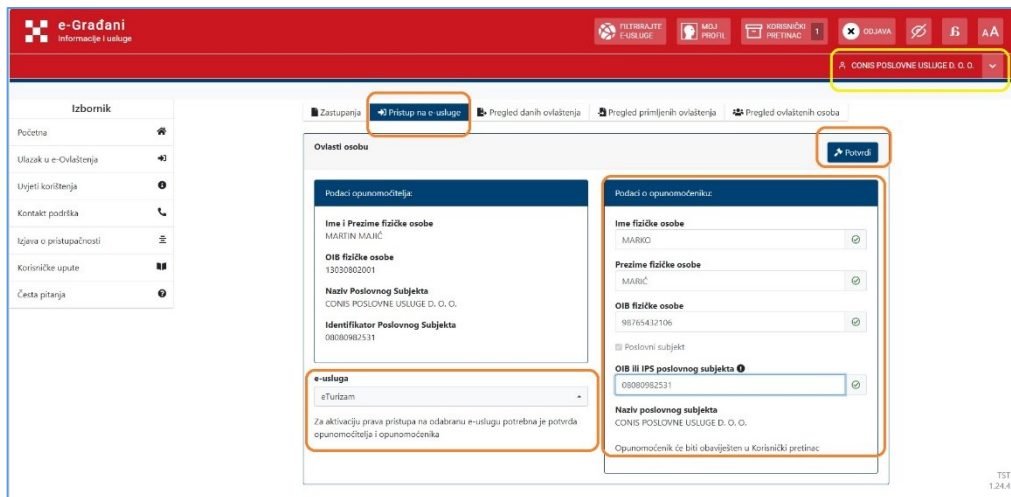 e-Građani
Informacije i usluge
FILTRIRAJTE
E-USLUGE
MOJ
PROFIL
KORISNIČKI
PRETINAC
1
ODJAVA
AA
CONIS POSLOVNE USLUGE D. O. O.
Izbornik
Početna
Ulazak u e-Ovlaštenja
Uvjeti korištenja
Kontakt podrška
Izjava o pristupačnosti
Korisničke upute
Česta pitanja
Zastupanja
Pristup na e-usluge
Pregled danih ovlaštenja
Pregled primljenih ovlaštenja
Pregled ovlaštenih osoba
Ovlasti osobu
Potvrdi
Podaci opunomoćitelja:
Ime i Prezime fizičke osobe
MARTIN MAJIĆ
OIB fizičke osobe
13030802001
Naziv Poslovnog Subjekta
CONIS POSLOVNE USLUGE D. O. O.
Identifikator Poslovnog Subjekta
08080982531
e-usluga
eTurizam
Za aktivaciju prava pristupa na odabranu e-uslugu potrebna je potvrda
opunomoćitelja i opunomoćenika
Podaci o opunomoćeniku:
Ime fizičke osobe
MARKO
Prezime fizičke osobe
MARIĆ
OIB fizičke osobe
98765432106
Poslovni subjekt
OIB ili IPS poslovnog subjekta
08080982531
Naziv poslovnog subjekta
CONIS POSLOVNE USLUGE D. O. O.
Opunomoćenik će biti obaviješten u Korisnički pretinac
TST
1.24.4